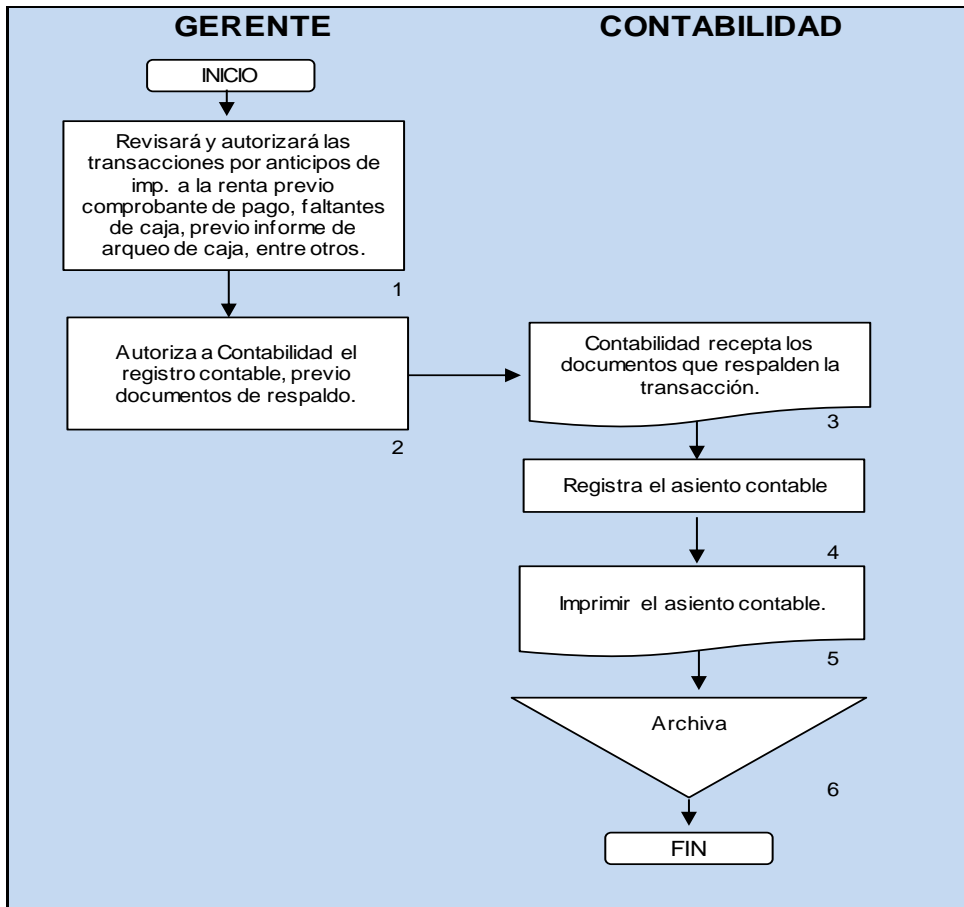 GERENTE
CONTABILIDAD
INICIO
Revisará y autorizará las
transacciones por anticipos de
imp. a la renta previo
comprobante de pago, faltantes
de caja, previo informe de
arqueo de caja, entre otros.
1
Autoriza a Contabilidad el
registro contable, previo
documentos de respaldo.
2
Contabilidad recepta los
documentos que respalden la
transacción.
3
Registra el asiento contable
4
Imprimir el asiento contable.
5
Archiva
6
FIN